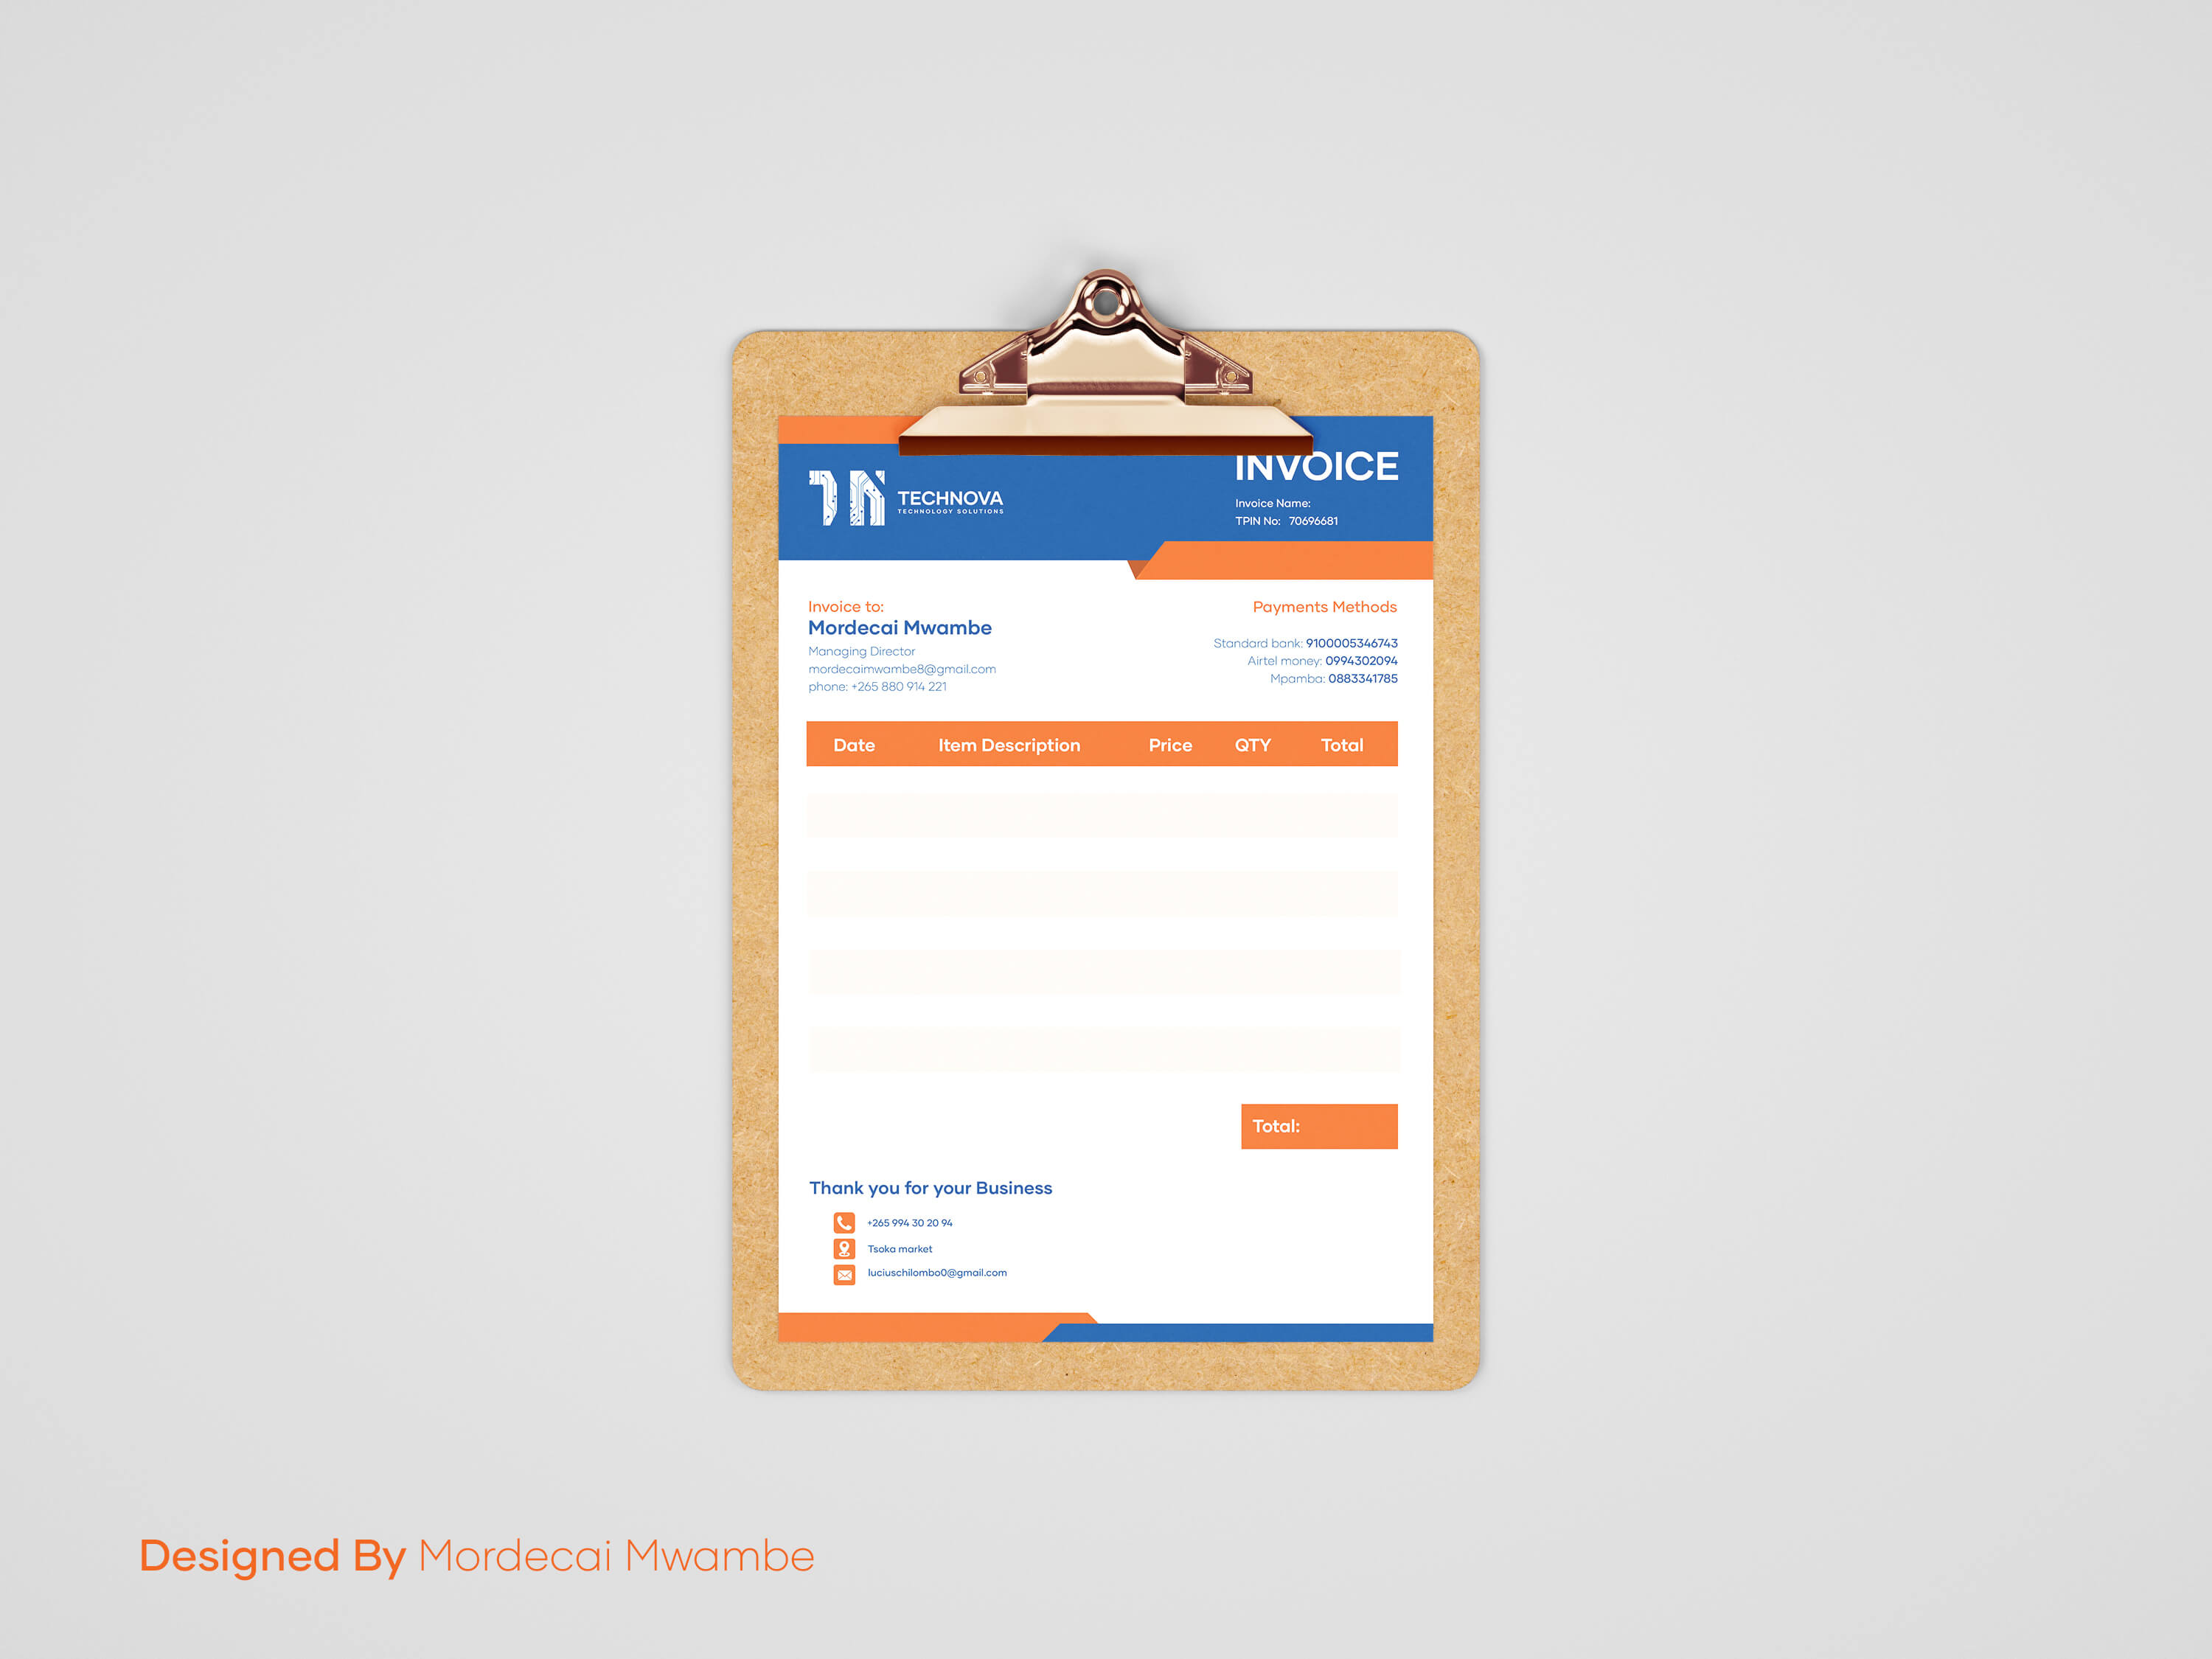 INVOICE
TECHNOVA
TECHNOLOGY SOLUTIONS
Invoice Name:
TPIN No: 70696681
Invoice to:
Mordecai Mwambe
Managing Director
mordecaimwambe8@gmail.com
phone: +265 880 914 221
Payments Methods
Standard bank: 9100005346743
Airtel money: 0994302094
Mpamba: 0883341785
Date Item Description Price QTY Total
Total:
Thank you for your Business
+265 994 30 20 94
Tsoka market
luciuschilombo0@gmail.com
Designed By Mordecai Mwambe